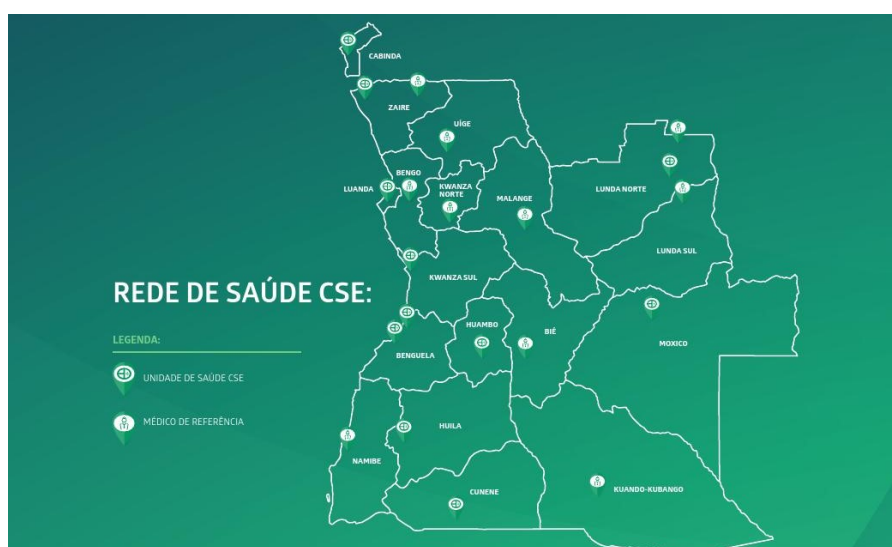 CABINDA
ZAIRE
UÍGE
BENGO
LUANDA
KWANZA
NORTE
MALANGE
LUNDA NORTE
LUNDA SUL
KWANZA SUL
REDE DE SAÚDE CSE:
LEGENDA:
UNIDADE DE SAÚDE CSE
MÉDICO DE REFERÊNCIA
HUAMBO
BIÉ
MOXICO
BENGUELA
HUILA
NAMIBE
CUNENE
KUANDO-KUBANGO